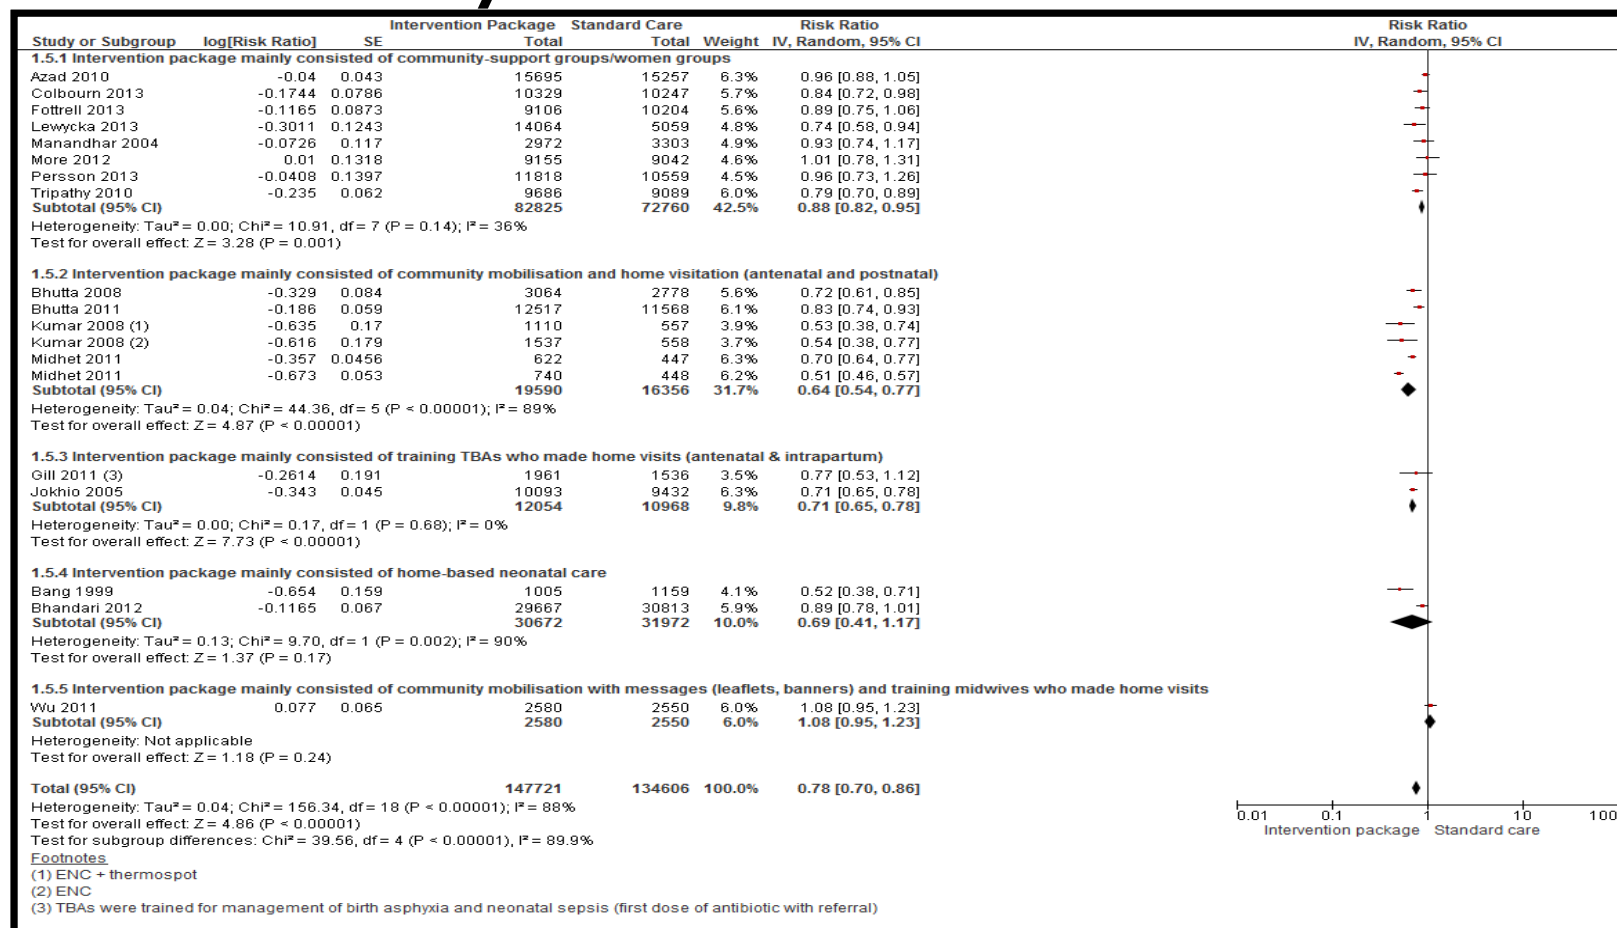 Intervention Package Standard Care Risk Ratio Risk Ratio
Study or Subgroup log[Risk Ratio] SE Total Total Weight IV, Random, 95% CI IV, Random, 95% CI
1.5.1 Intervention package mainly consisted of community-support groups/women groups
Azad 2010 -0.04 0.043 15695 15257 6.3% 0.96 [0.88, 1.05]
Colbourn 2013 -0.1744 0.0786 10329 10247 5.7% 0.84 [0.72, 0.98]
Fottrell 2013 -0.1165 0.0873 9106 10204 5.6% 0.89 [0.75, 1.06]
Lewycka 2013 -0.3011 0.1243 14064 5059 4.8% 0.74 [0.58, 0.94]
Manandhar 2004 -0.0726 0.117 2972 3303 4.9% 0.93 [0.74, 1.17]
More 2012 0.01 0.1318 9155 9042 4.6% 1.01 [0.78, 1.31]
Persson 2013 -0.0408 0.1397 11818 10559 4.5% 0.96 [0.73, 1.26]
Tripathy 2010 -0.235 0.062 9686 9089 6.0% 0.79 [0.70, 0.89]
Subtotal (95% CI) 82825 72760 42.5% 0.88 [0.82, 0.95]
Heterogeneity: Tau² = 0.00; Chi² = 10.91, df = 7 (P = 0.14); I² = 36%
Test for overall effect: Z = 3.28 (P = 0.001)
1.5.2 Intervention package mainly consisted of community mobilisation and home visitation (antenatal and postnatal)
Bhutta 2008 -0.329 0.084 3064 2778 5.6% 0.72 [0.61, 0.85]
Bhutta 2011 -0.186 0.059 12517 11568 6.1% 0.83 [0.74, 0.93]
Kumar 2008 (1) -0.635 0.17 1110 557 3.9% 0.53 [0.38, 0.74]
Kumar 2008 (2) -0.616 0.179 1537 558 3.7% 0.54 [0.38, 0.77]
Midhet 2011 -0.357 0.0456 622 447 6.3% 0.70 [0.64, 0.77]
Midhet 2011 -0.673 0.053 740 448 6.2% 0.51 [0.46, 0.57]
Subtotal (95% CI) 19590 16356 31.7% 0.64 [0.54, 0.77]
Heterogeneity: Tau² = 0.04; Chi² = 44.36, df = 5 (P < 0.00001); I² = 89%
Test for overall effect: Z = 4.87 (P < 0.00001)
1.5.3 Intervention package mainly consisted of training TBAs who made home visits (antenatal & intrapartum)
Gill 2011 (3) -0.2614 0.191 1961 1536 3.5% 0.77 [0.53, 1.12]
Jokhio 2005 -0.343 0.045 10093 9432 6.3% 0.71 [0.65, 0.78]
Subtotal (95% CI) 12054 10968 9.8% 0.71 [0.65, 0.78]
Heterogeneity: Tau² = 0.00; Chi² = 0.17, df = 1 (P = 0.68); I² = 0%
Test for overall effect: Z = 7.73 (P < 0.00001)
1.5.4 Intervention package mainly consisted of home-based neonatal care
Bang 1999 -0.654 0.159 1005 1159 4.1% 0.52 [0.38, 0.71]
Bhandari 2012 -0.1165 0.067 29667 30813 5.9% 0.89 [0.78, 1.01]
Subtotal (95% CI) 30672 31972 10.0% 0.69 [0.41, 1.17]
Heterogeneity: Tau² = 0.13; Chi² = 9.70, df = 1 (P = 0.002); I² = 90%
Test for overall effect: Z = 1.37 (P = 0.17)
1.5.5 Intervention package mainly consisted of community mobilisation with messages (leaflets, banners) and training midwives who made home visits
Wu 2011 0.077 0.065 2580 2550 6.0% 1.08 [0.95, 1.23]
Subtotal (95% CI) 2580 2550 6.0% 1.08 [0.95, 1.23]
Heterogeneity: Not applicable
Test for overall effect: Z = 1.18 (P = 0.24)
Total (95% CI) 147721 134606 100.0% 0.78 [0.70, 0.86]
Heterogeneity: Tau² = 0.04; Chi² = 156.34, df = 18 (P < 0.00001); I² = 88%
Test for overall effect: Z = 4.86 (P < 0.00001)
Test for subgroup differences: Chi² = 39.56, df = 4 (P < 0.00001), I² = 89.9%
0.01 0.1 1 10 100
Intervention package Standard care
Footnotes
(1) ENC + thermospot
(2) ENC
(3) TBAs were trained for management of birth asphyxia and neonatal sepsis (first dose of antibiotic with referral)